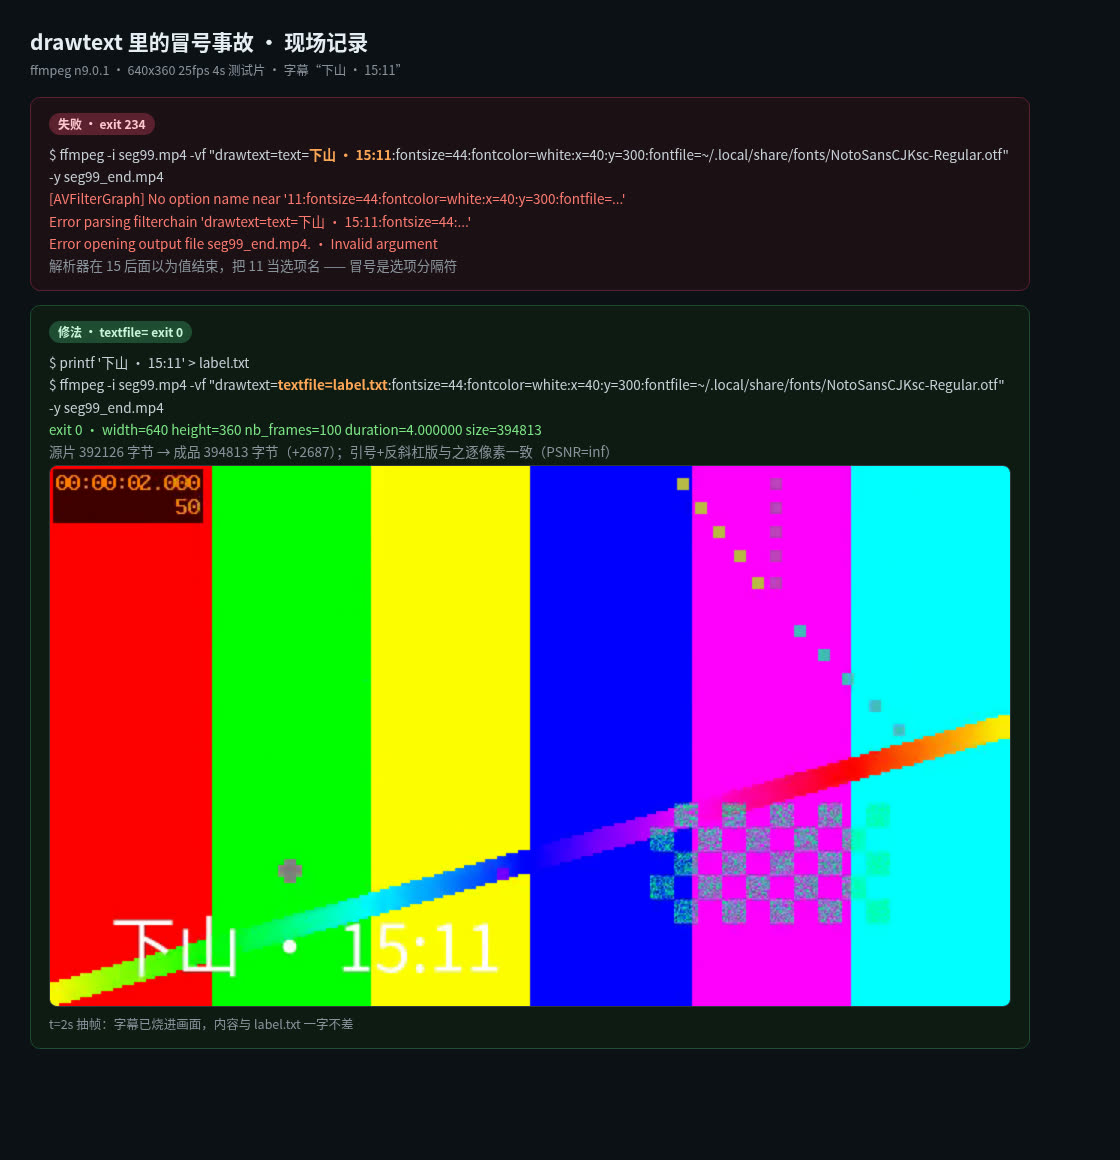 drawtext 里的冒号事故 · 现场记录
ffmpeg n9.0.1 · 640x360 25fps 4s 测试片 · 字幕“下山 · 15:11”
失败 · exit 234
$ ffmpeg -i seg99.mp4 -vf "drawtext=text=下山 · 15:11:fontsize=44:fontcolor=white:x=40:y=300:fontfile=~/.local/share/fonts/NotoSansCJKsc-Regular.otf"
-y seg99_end.mp4
[AVFilterGraph] No option name near '11:fontsize=44:fontcolor=white:x=40:y=300:fontfile=...'
Error parsing filterchain 'drawtext=text=下山 · 15:11:fontsize=44:...'
Error opening output file seg99_end.mp4. · Invalid argument
解析器在 15 后面以为值结束，把 11 当选项名 —— 冒号是选项分隔符
修法 · textfile= exit 0
$ printf '下山 · 15:11' > label.txt
$ ffmpeg -i seg99.mp4 -vf "drawtext=textfile=label.txt:fontsize=44:fontcolor=white:x=40:y=300:fontfile=~/.local/share/fonts/NotoSansCJKsc-Regular.otf"
-y seg99_end.mp4
exit 0 · width=640 height=360 nb_frames=100 duration=4.000000 size=394813
源片 392126 字节 → 成品 394813 字节（+2687）；引号+反斜杠版与之逐像素一致（PSNR=inf）
00:00:02.000
50
下山 · 15:11
t=2s 抽帧：字幕已烧进画面，内容与 label.txt 一字不差